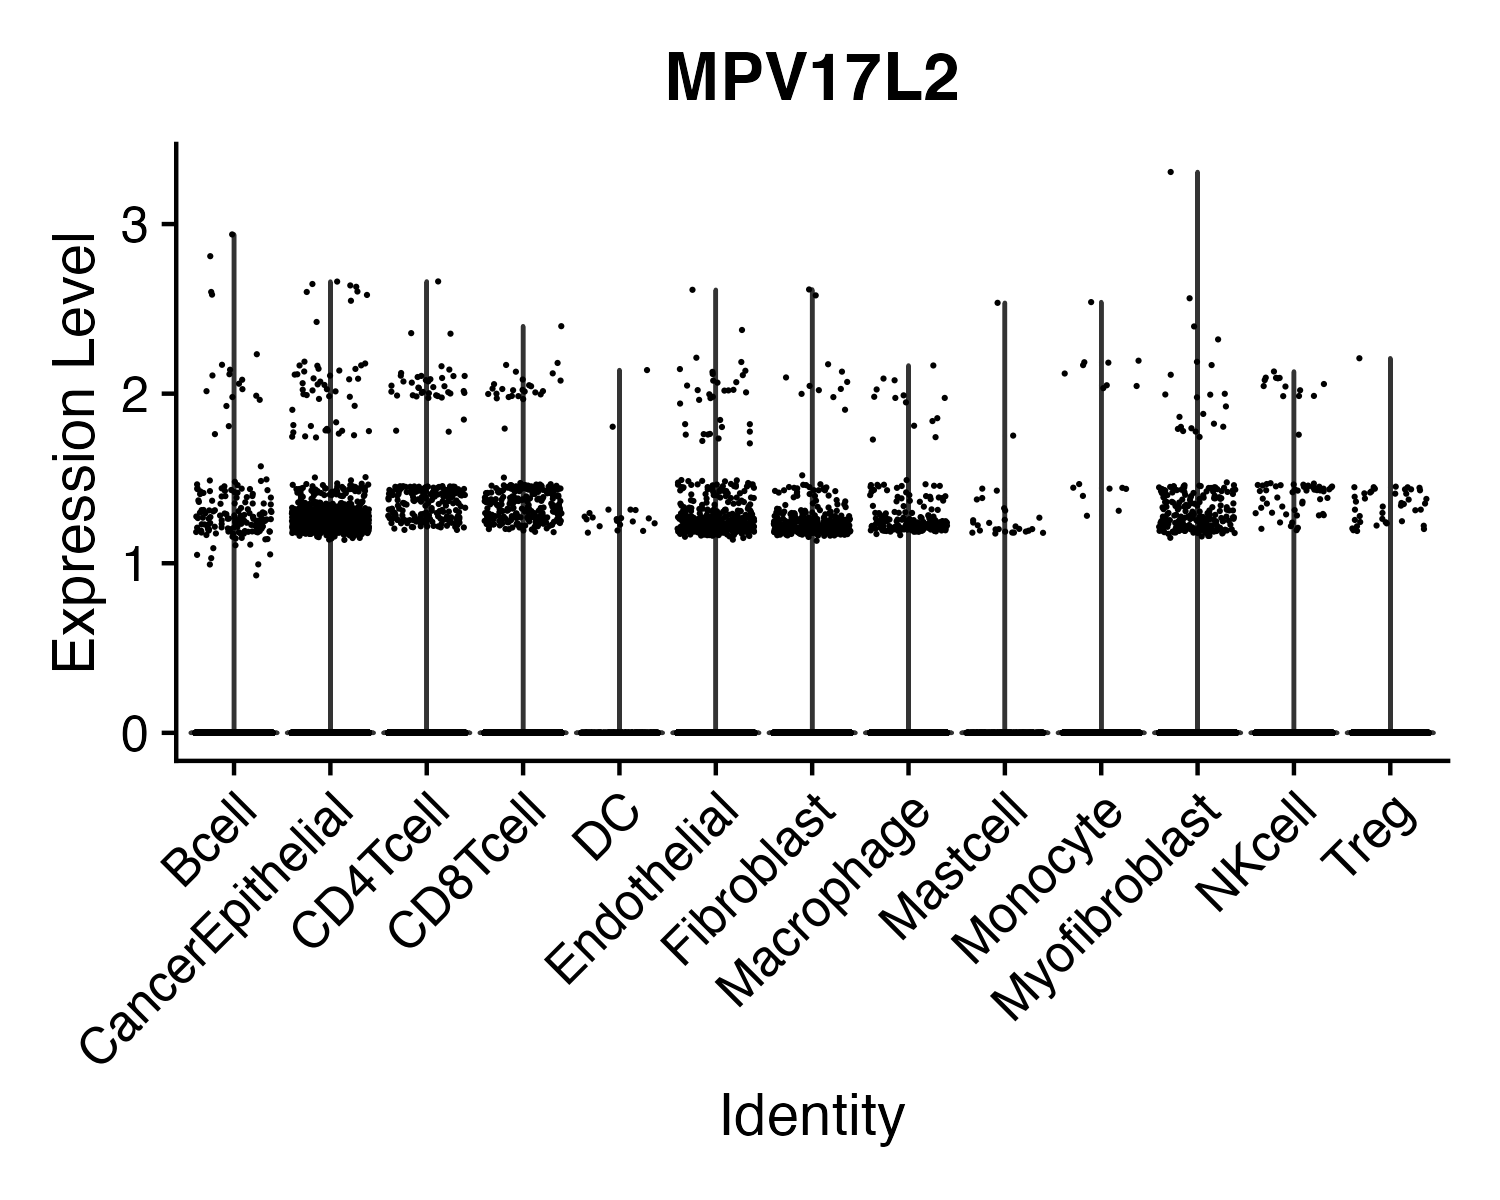 MPV17L2
Expression Level
3
2
1
0
Bcell
CancerEpithelial
CD4Tcell
CD8Tcell
DC
Endothelial
Fibroblast
Macrophage
Mastcell
Monocyte
Myofibroblast
NKcell
Treg
Identity